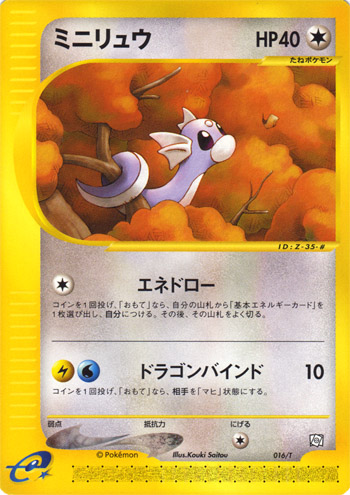 ミニリュウ HP40
たねポケモン
ID:Z-35-#
エネドロー
コインを1回投げ、「おもて」なら、自分の山札から「基本エネルギーカード」を
1枚選び出し、自分につける。その後、その山札をよく切る。
ドラゴンバインド 10
コインを1回投げ、「おもて」なら、相手を「マヒ」状態にする。
弱点 抵抗力 にげる
©Pokémon Illus.Kouki Saitou 016/T
e